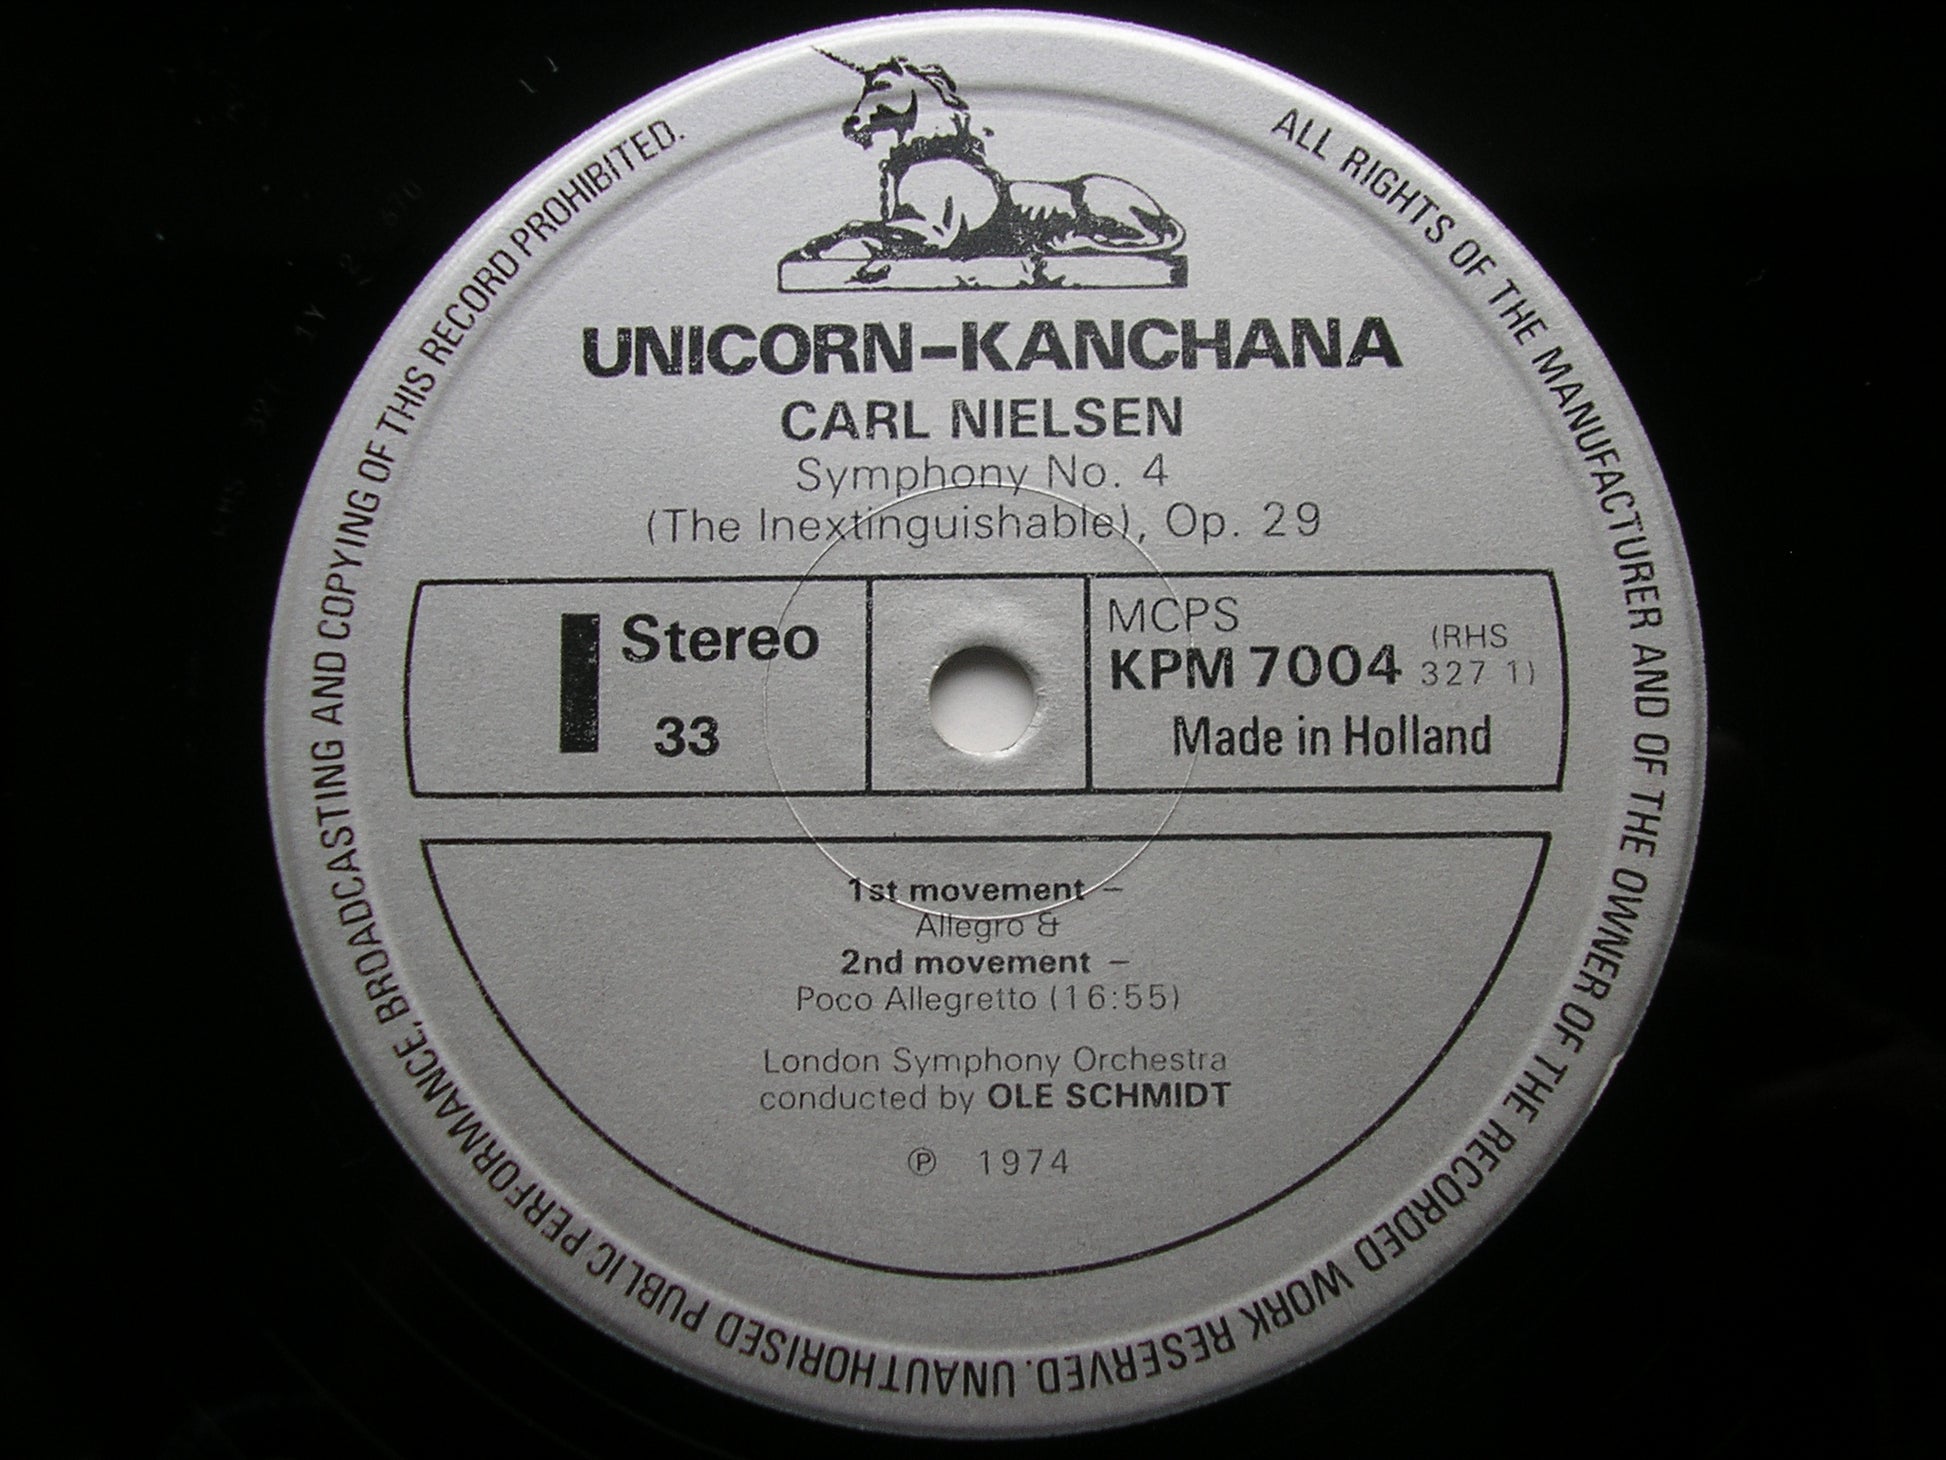 UNICORN-KANCHANA
CARL NIELSEN
Symphony No. 4
(The Inextinguishable), Op. 29
I Stereo
33
MCPS
KPM 7004 (RHS 327 1)
Made in Holland
1st movement –
Allegro &
2nd movement –
Poco Allegretto (16:55)
London Symphony Orchestra
conducted by OLE SCHMIDT
℗ 1974
ALL RIGHTS OF THE MANUFACTURER AND OF THE OWNER OF THE RECORDED WORK RESERVED. UNAUTHORISED PUBLIC PERFORMANCE, BROADCASTING AND COPYING OF THIS RECORD PROHIBITED.